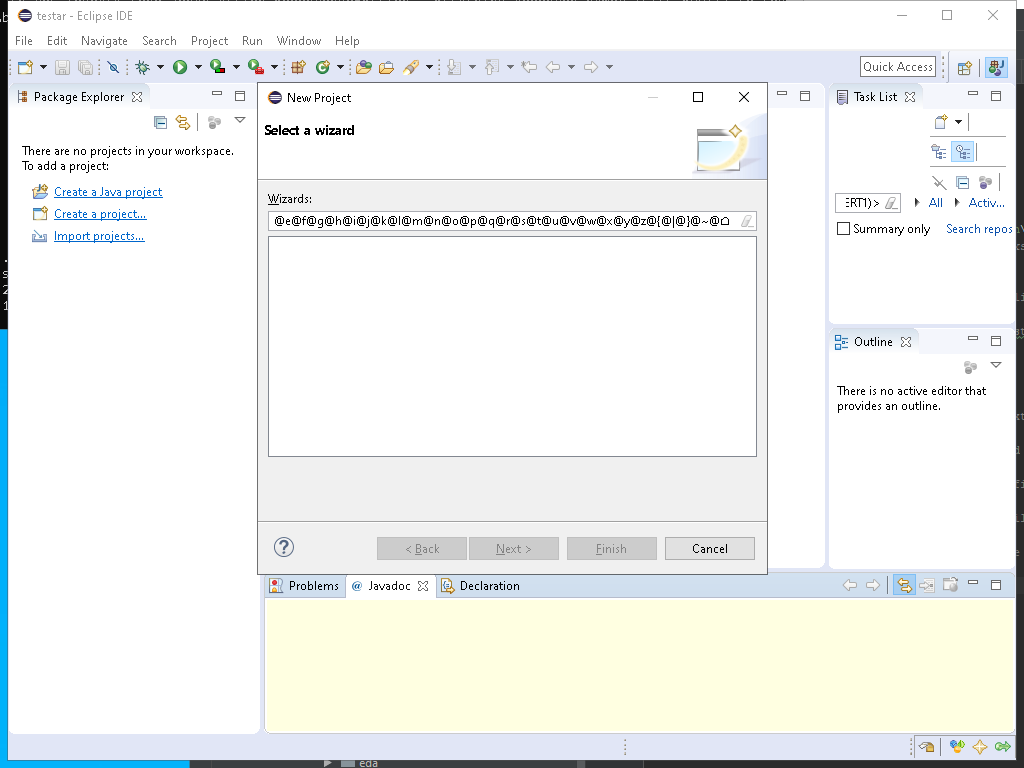 testar - Eclipse IDE
File Edit Navigate Search Project Run Window Help
Quick Access
Package Explorer
There are no projects in your workspace.
To add a project:
Create a Java project
Create a project...
Import projects...
New Project
Select a wizard
Wizards:
@e@f@g@h@i@j@k@l@m@n@o@p@q@r@s@t@u@v@w@x@y@z@{@|@}@~@⌂
< Back Next > Finish Cancel
Task List
ERT1)> All Activ...
Summary only Search repos
Outline
There is no active editor that
provides an outline.
Problems @ Javadoc Declaration
eda